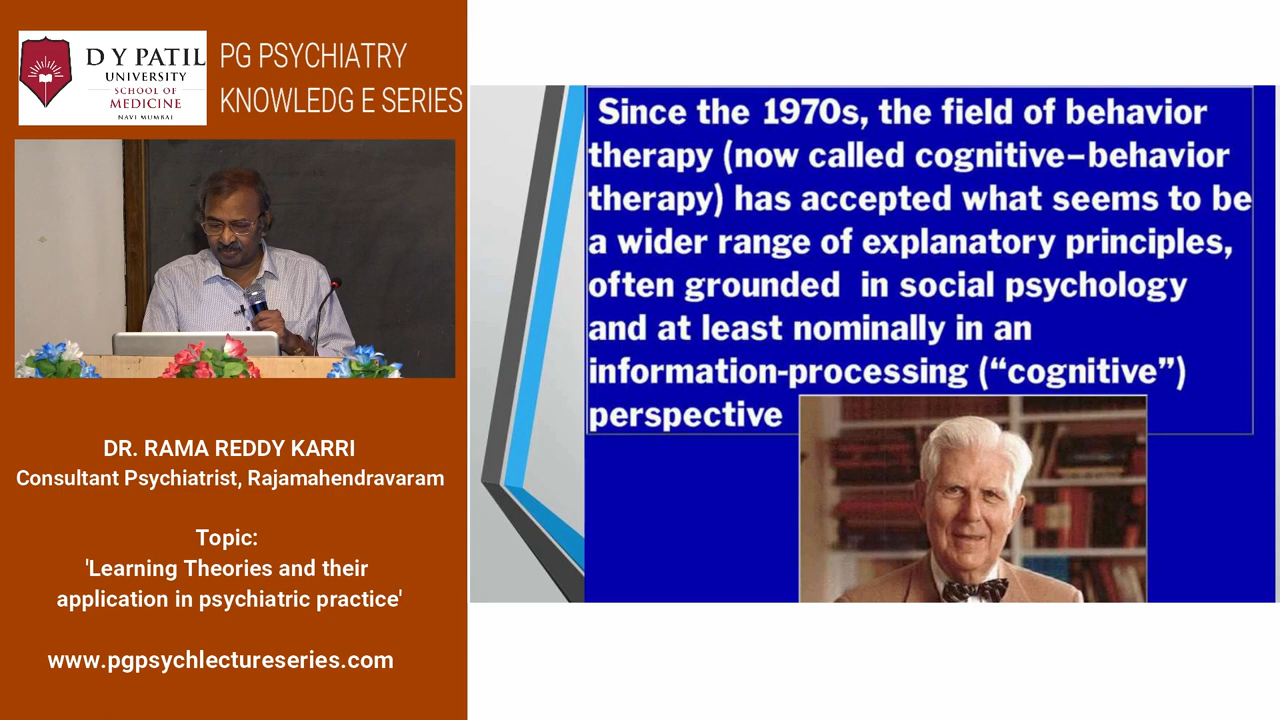 D Y PATIL
UNIVERSITY
SCHOOL OF
MEDICINE
NAVI MUMBAI
PG PSYCHIATRY
KNOWLEDG E SERIES
DR. RAMA REDDY KARRI
Consultant Psychiatrist, Rajamahendravaram
Topic:
'Learning Theories and their
application in psychiatric practice'
www.pgpsychlectureseries.com
Since the 1970s, the field of behavior
therapy (now called cognitive–behavior
therapy) has accepted what seems to be
a wider range of explanatory principles,
often grounded in social psychology
and at least nominally in an
information-processing (“cognitive”)
perspective